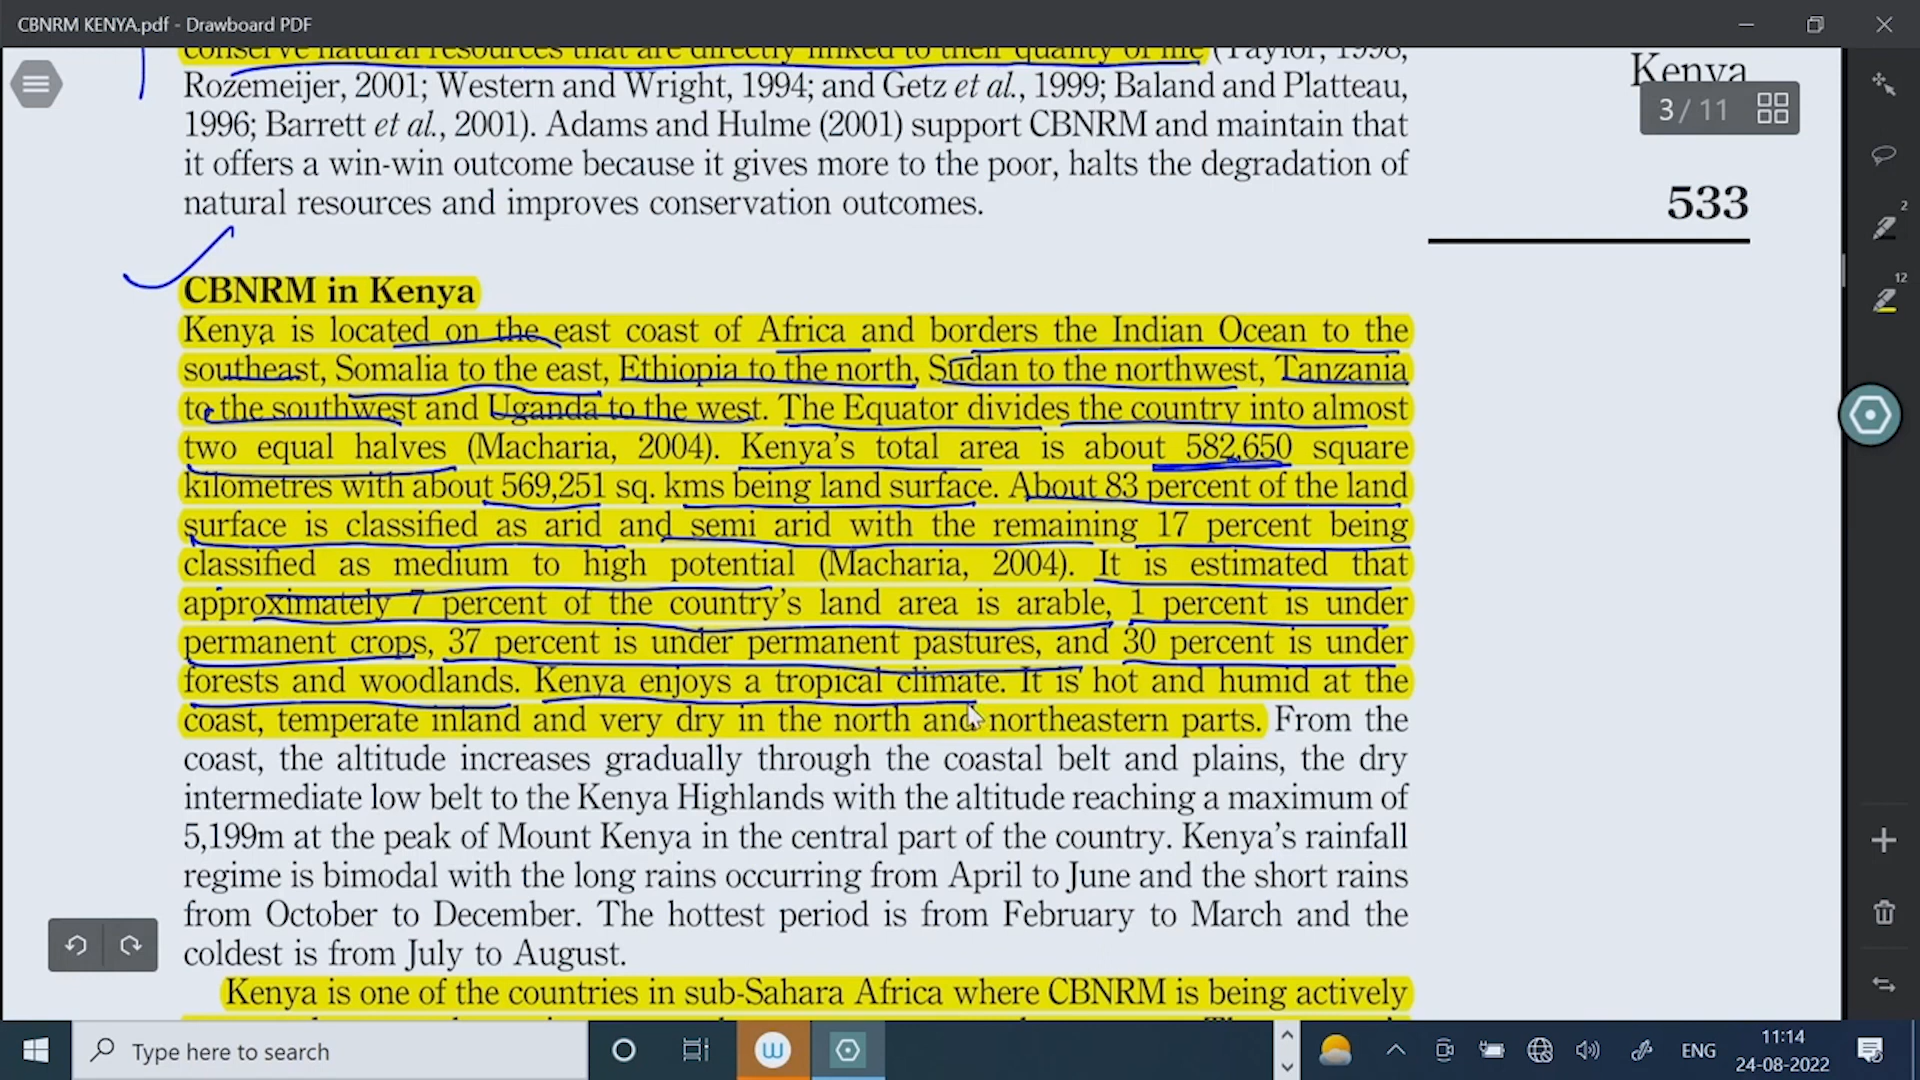 CBNRM KENYA.pdf - Drawboard PDF
conserve natural resources that are directly linked to their quality of life (Taylor, 1998,
Kenya
Rozemeijer, 2001; Western and Wright, 1994; and Getz et al., 1999; Baland and Platteau,
3 / 11
1996; Barrett et al., 2001). Adams and Hulme (2001) support CBNRM and maintain that
it offers a win-win outcome because it gives more to the poor, halts the degradation of
natural resources and improves conservation outcomes.
533
2
12
CBNRM in Kenya
Kenya is located on the east coast of Africa and borders the Indian Ocean to the
southeast, Somalia to the east, Ethiopia to the north, Sudan to the northwest, Tanzania
to the southwest and Uganda to the west. The Equator divides the country into almost
two equal halves (Macharia, 2004). Kenya's total area is about 582,650 square
kilometres with about 569,251 sq. kms being land surface. About 83 percent of the land
surface is classified as arid and semi arid with the remaining 17 percent being
classified as medium to high potential (Macharia, 2004). It is estimated that
approximately 7 percent of the country's land area is arable, 1 percent is under
permanent crops, 37 percent is under permanent pastures, and 30 percent is under
forests and woodlands. Kenya enjoys a tropical climate. It is hot and humid at the
coast, temperate inland and very dry in the north and northeastern parts. From the
coast, the altitude increases gradually through the coastal belt and plains, the dry
intermediate low belt to the Kenya Highlands with the altitude reaching a maximum of
5,199m at the peak of Mount Kenya in the central part of the country. Kenya's rainfall
regime is bimodal with the long rains occurring from April to June and the short rains
from October to December. The hottest period is from February to March and the
coldest is from July to August.
Kenya is one of the countries in sub-Sahara Africa where CBNRM is being actively
Type here to search
ENG
11:14
24-08-2022